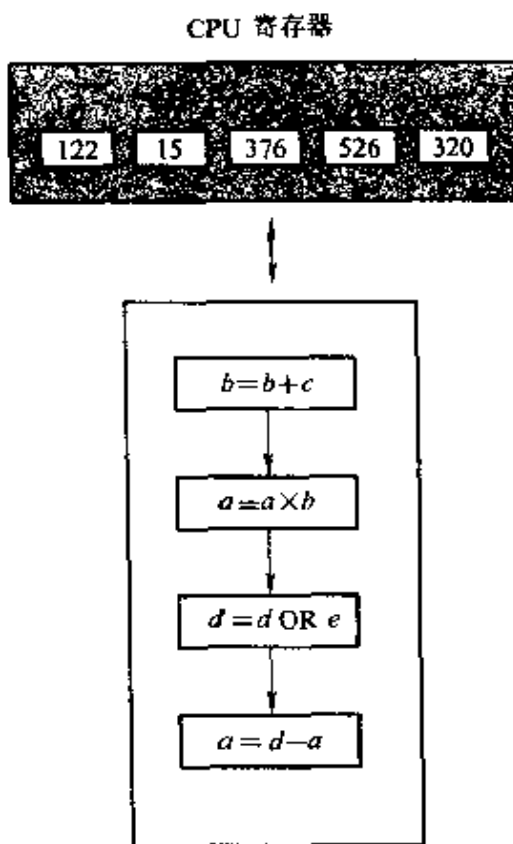 CPU 寄存器
122 15 376 526 320
b=b+c
a=a×b
d=d OR e
a=d-a